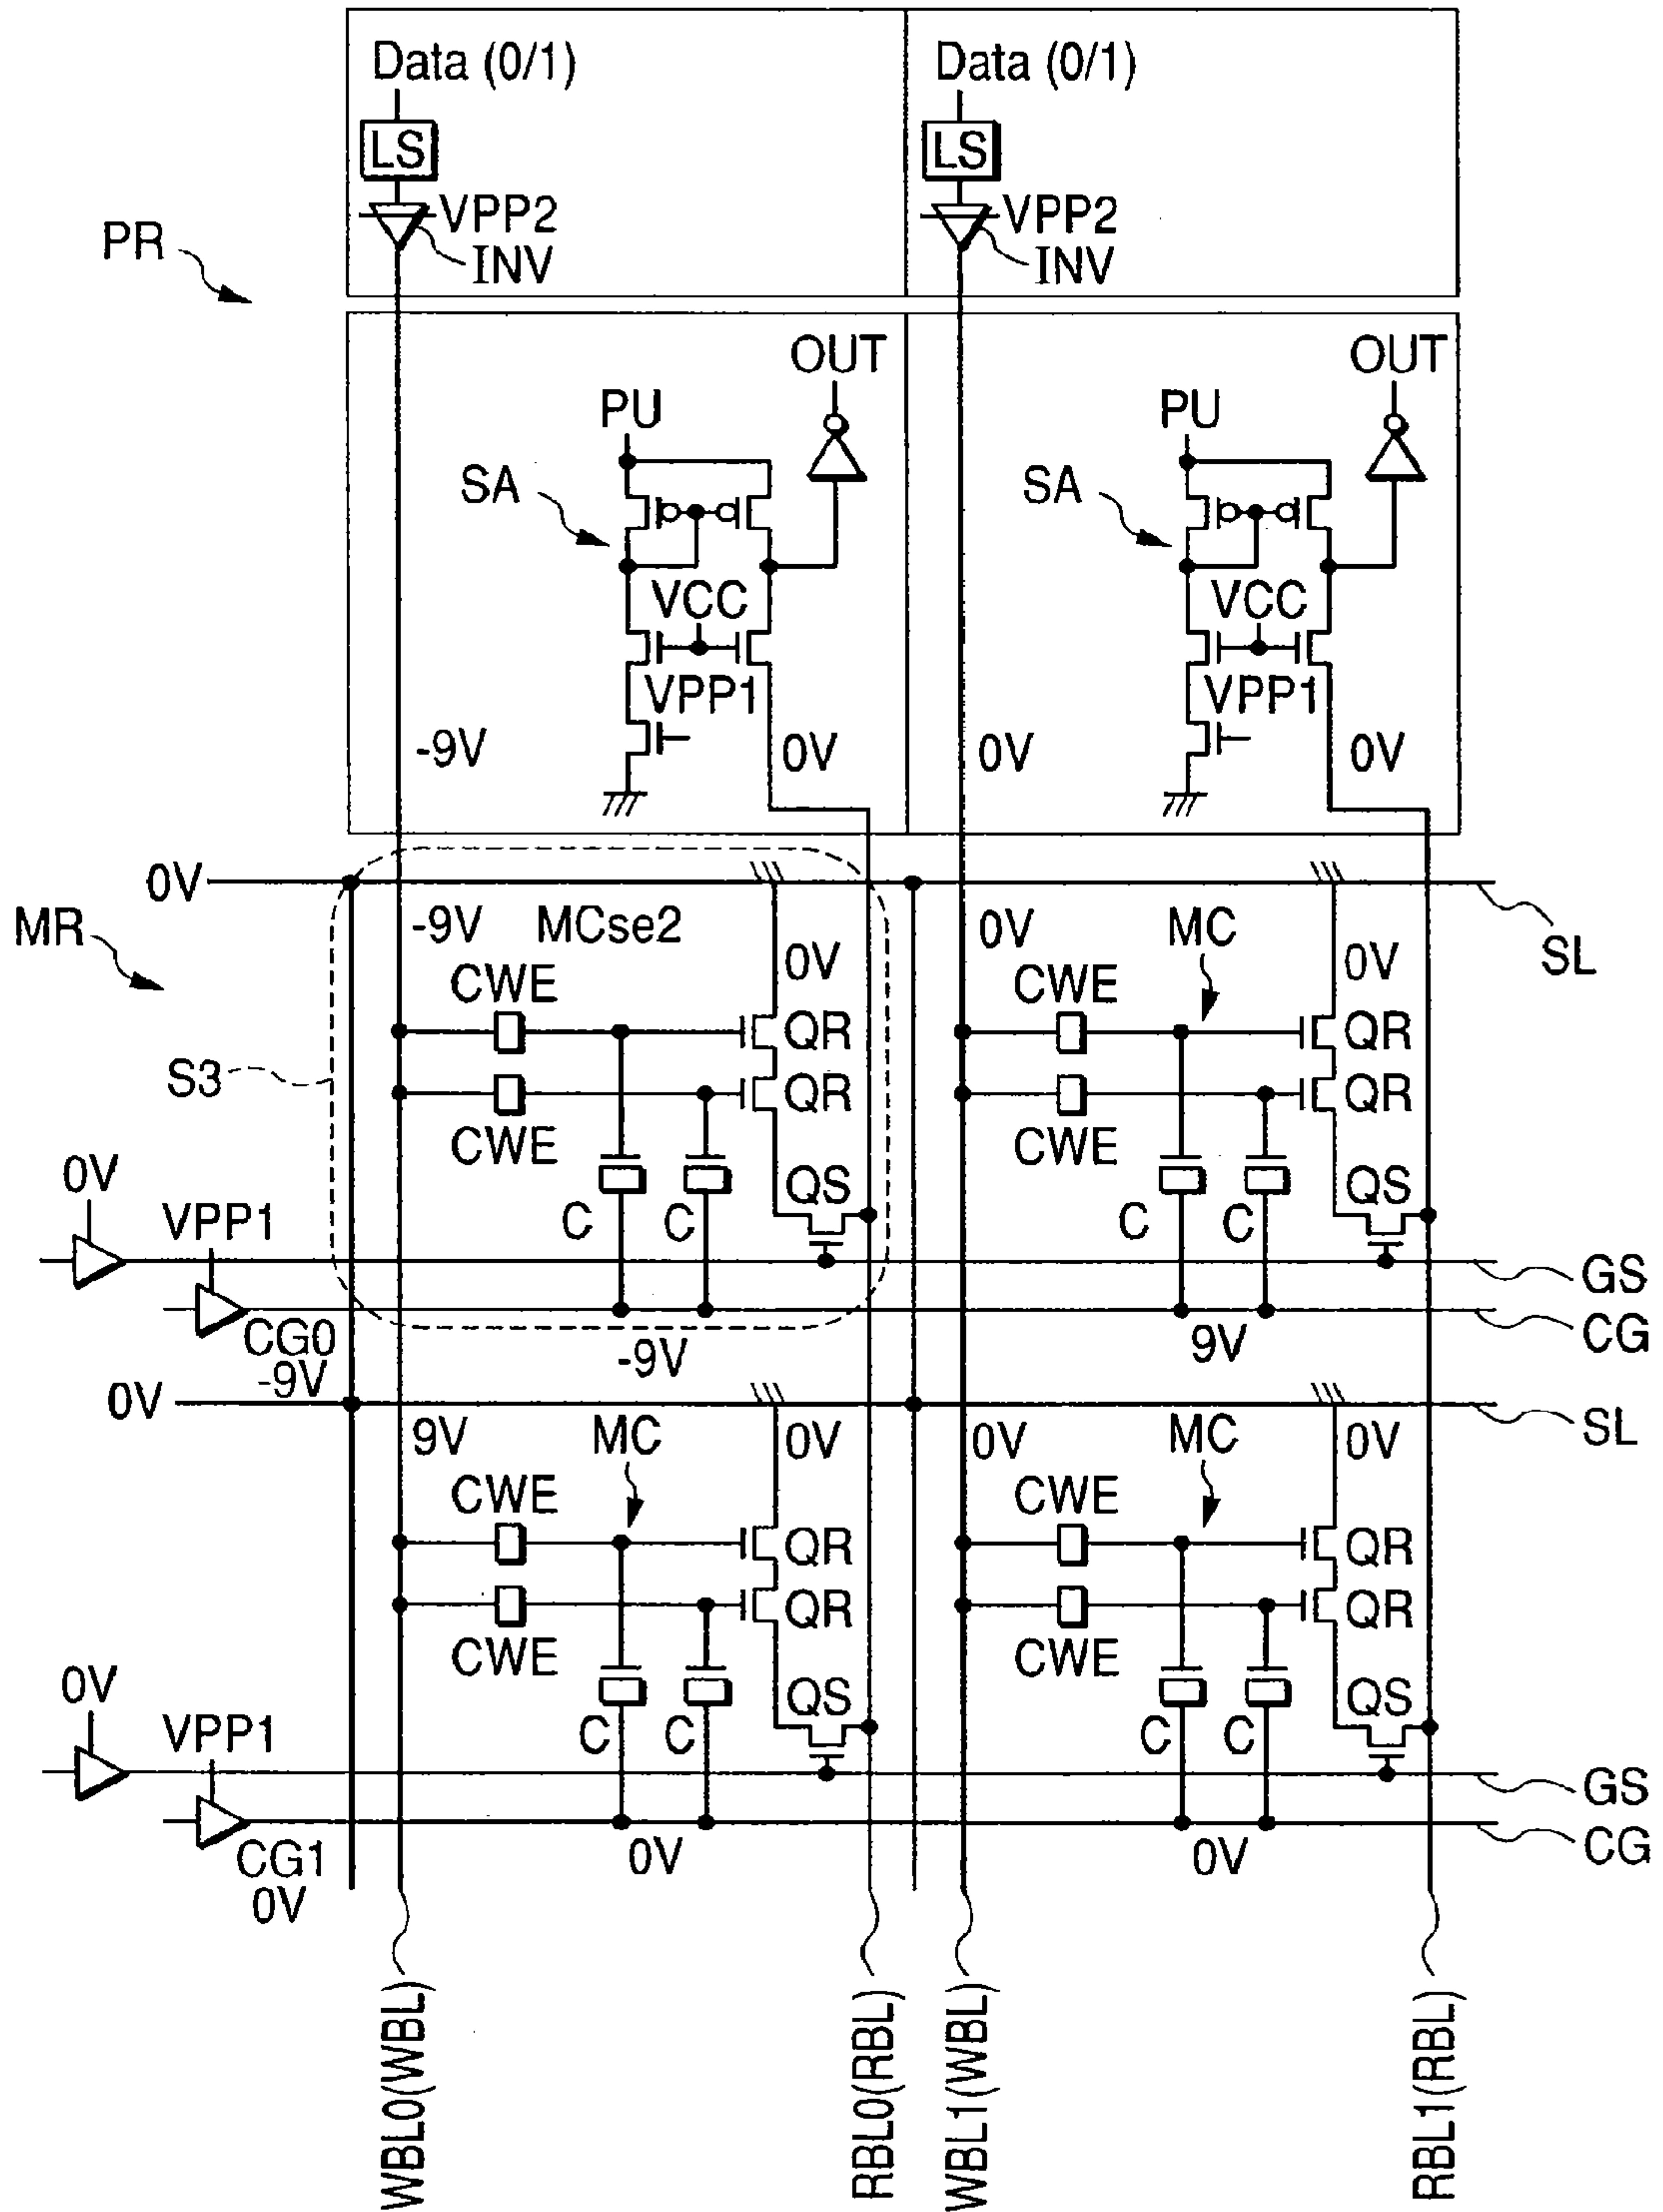 Data (0/1) Data (0/1)
LS LS
VPP2 VPP2
PR INV INV
OUT OUT
PU PU
SA SA
VCC VCC
VPP1 VPP1
-9V 0V 0V 0V
0V
MR -9V MCse2 0V MC SL
0V 0V
CWE CWE
QR QR
S3 QR QR
CWE CWE
0V QS QS
VPP1 C C C C
GS
CG0 -9V 9V CG
-9V
0V
9V MC 0V 0V MC 0V SL
CWE CWE
QR QR
QR QR
CWE CWE
0V QS QS
VPP1 C C C C
GS
CG1 0V 0V CG
0V
WBL0(WBL)
RBL0(RBL)
WBL1(WBL)
RBL1(RBL)